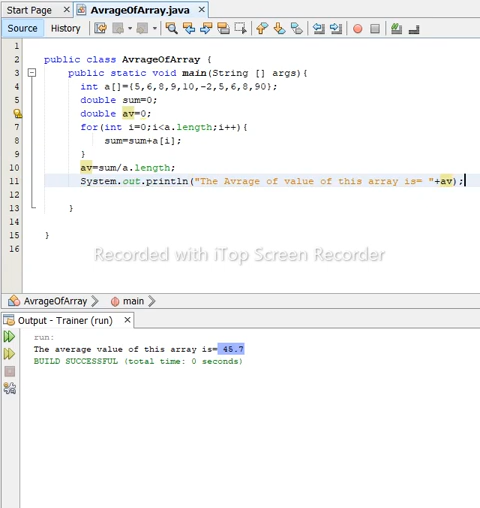 Start Page
AvrageOfArray.java
Source History
1
2 public class AvrageOfArray {
3 public static void main(String [] args){
4 int a[]={5,6,8,9,10,-2,5,6,8,90};
5 double sum=0;
double av=0;
7 for(int i=0;i<a.length;i++){
8 sum=sum+a[i];
9 }
10 av=sum/a.length;
11 System.out.println("The Avrage of value of this array is= "+av);
12
13 }
14
15 }
16
Recorded with iTop Screen Recorder
AvrageOfArray main
Output - Trainer (run)
run:
The average value of this array is= 45.7
BUILD SUCCESSFUL (total time: 0 seconds)